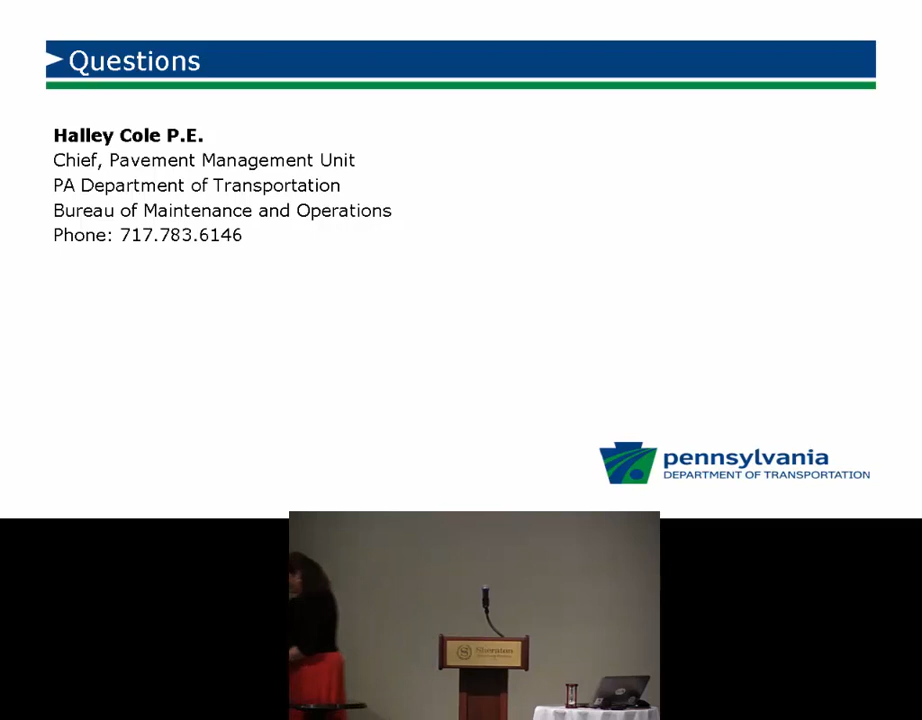 Questions
Halley Cole P.E.
Chief, Pavement Management Unit
PA Department of Transportation
Bureau of Maintenance and Operations
Phone: 717.783.6146
pennsylvania
DEPARTMENT OF TRANSPORTATION
Sheraton